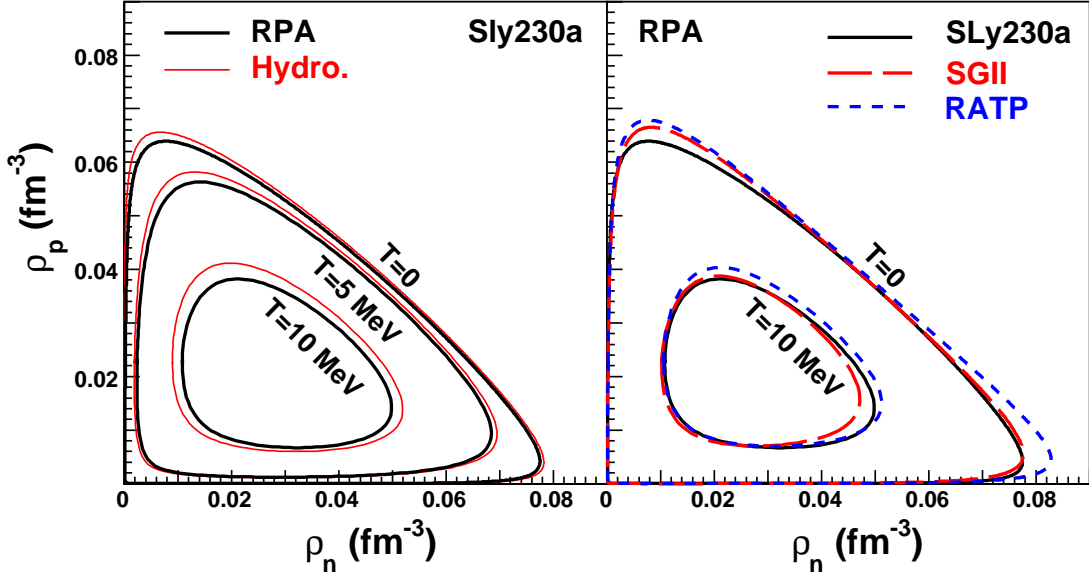 RPA
Hydro.
Sly230a
RPA
SLy230a
SGII
RATP
0.08
0.06
0.04
0.02
ρp (fm-3)
T=0
T=5 MeV
T=10 MeV
T=0
T=10 MeV
0 0.02 0.04 0.06 0.08
0 0.02 0.04 0.06 0.08
ρn (fm-3)
ρn (fm-3)